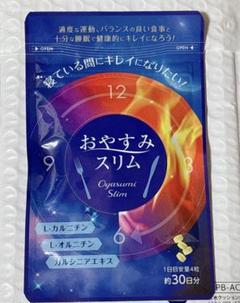 適度な運動、バランスの良い食事と
十分な睡眠で健康的にキレイになろう!
OPEN
OPEN
寝ている間にキレイになりたい!
12
9
3
6
おやすみ
スリム
Oyasumi
Slim
L-カルニチン
L-オルニチン
ガルシニアエキス
1日目安量4粒
約30日分
PB-AC